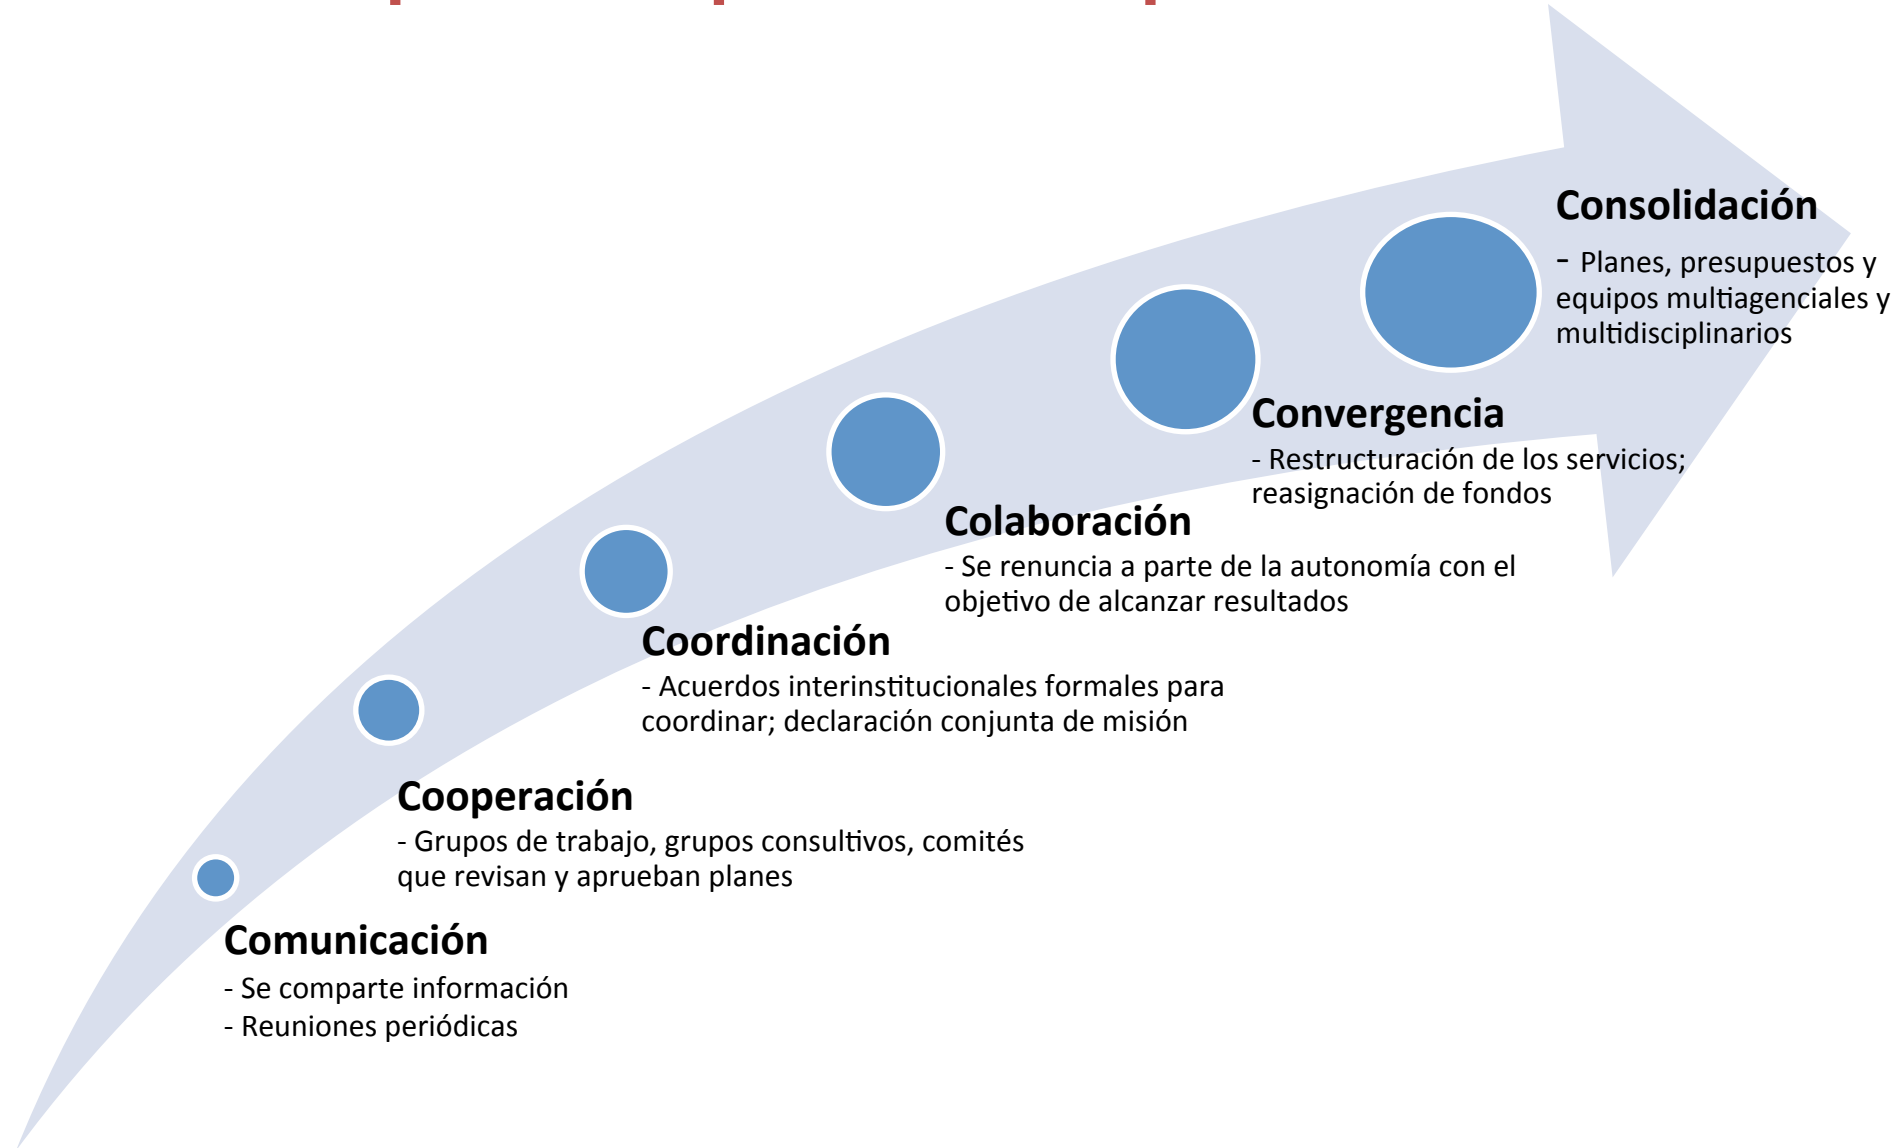 Consolidación
- Planes, presupuestos y
equipos multiagenciales y
multidisciplinarios
Convergencia
- Restructuración de los servicios;
reasignación de fondos
Colaboración
- Se renuncia a parte de la autonomía con el
objetivo de alcanzar resultados
Coordinación
- Acuerdos interinstitucionales formales para
coordinar; declaración conjunta de misión
Cooperación
- Grupos de trabajo, grupos consultivos, comités
que revisan y aprueban planes
Comunicación
- Se comparte información
- Reuniones periódicas